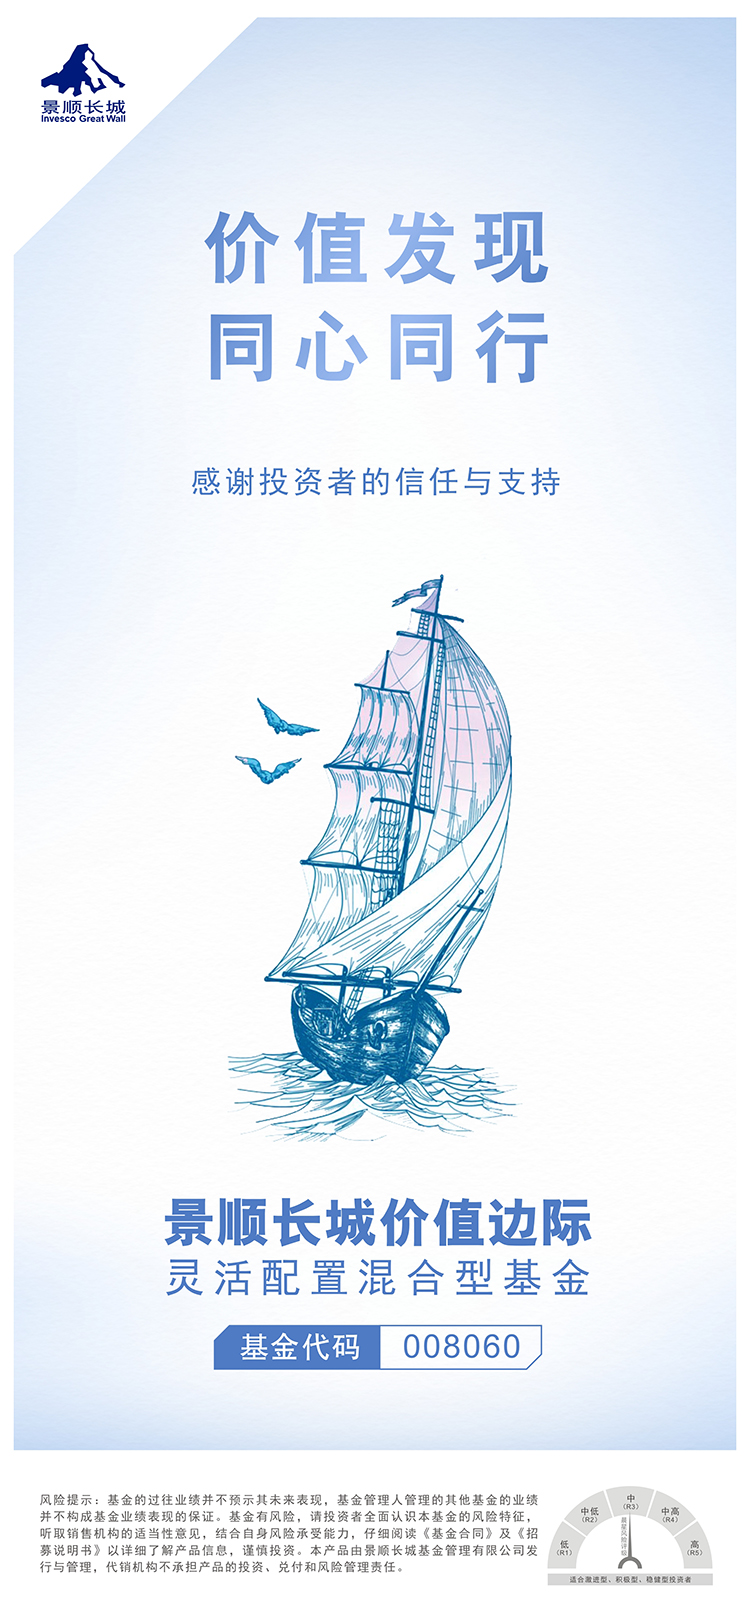 景顺长城
Invesco Great Wall
价值发现
同心同行
感谢投资者的信任与支持
景顺长城价值边际
灵活配置混合型基金
基金代码 008060
风险提示：基金的过往业绩并不预示其未来表现，基金管理人管理的其他基金的业绩
并不构成基金业绩表现的保证。基金有风险，请投资者全面认识本基金的风险特征，
听取销售机构的适当性意见，结合自身风险承受能力，仔细阅读《基金合同》及《招
募说明书》以详细了解产品信息，谨慎投资。本产品由景顺长城基金管理有限公司发
行与管理，代销机构不承担产品的投资、兑付和风险管理责任。
低
(R1)
中低
(R2)
中
(R3)
中高
(R4)
高
(R5)
晨星风险评级
适合激进型、积极型、稳健型投资者